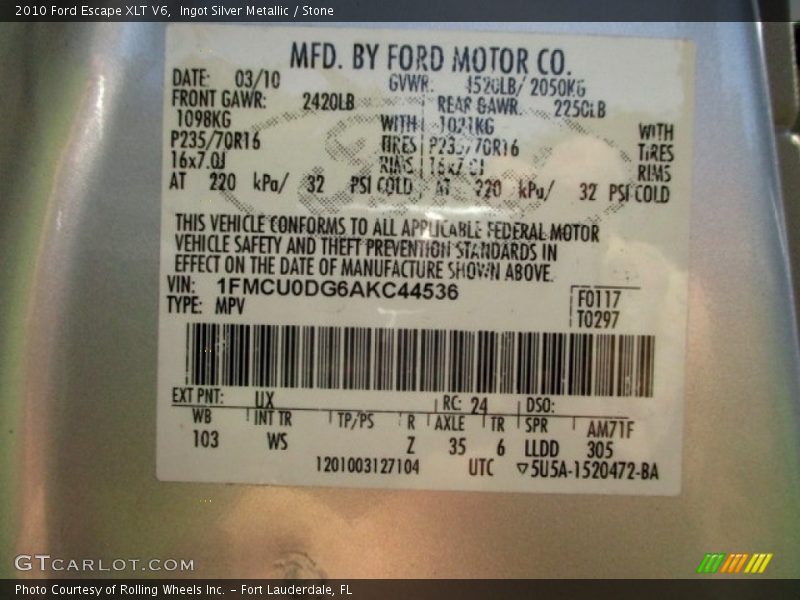 2010 Ford Escape XLT V6,  Ingot Silver Metallic / Stone
MFD. BY FORD MOTOR CO.
DATE: 03/10 GVWR: 4520LB/ 2050KG
FRONT GAWR: 2420LB REAR GAWR: 2250LB
1098KG WITH 1021KG WITH
P235/70R16 TIRES P235/70R16 TIRES
16x7.0J RIMS 16x7.0J RIMS
AT 220 kPa/ 32 PSI COLD AT 220 kPa/ 32 PSI COLD
THIS VEHICLE CONFORMS TO ALL APPLICABLE FEDERAL MOTOR
VEHICLE SAFETY AND THEFT PREVENTION STANDARDS IN
EFFECT ON THE DATE OF MANUFACTURE SHOWN ABOVE.
VIN: 1FMCU0DG6AKC44536 F0117
TYPE: MPV T0297
EXT PNT: UX RC: 24 DSO:
WB INT TR TP/PS R AXLE TR SPR AM71F
103 WS Z 35 6 LLDD 305
1201003127104 UTC ▽5U5A-1520472-BA
GTCARLOT.COM
Photo Courtesy of Rolling Wheels Inc. – Fort Lauderdale, FL